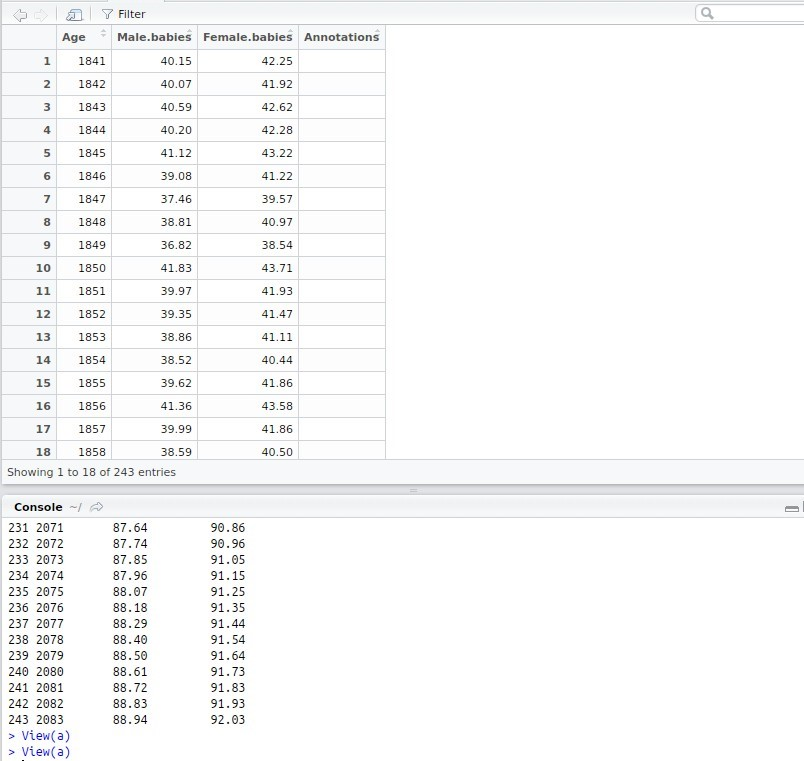 Filter
Age Male.babies Female.babies Annotations
1 1841 40.15 42.25
2 1842 40.07 41.92
3 1843 40.59 42.62
4 1844 40.20 42.28
5 1845 41.12 43.22
6 1846 39.08 41.22
7 1847 37.46 39.57
8 1848 38.81 40.97
9 1849 36.82 38.54
10 1850 41.83 43.71
11 1851 39.97 41.93
12 1852 39.35 41.47
13 1853 38.86 41.11
14 1854 38.52 40.44
15 1855 39.62 41.86
16 1856 41.36 43.58
17 1857 39.99 41.86
18 1858 38.59 40.50
Showing 1 to 18 of 243 entries
Console ~/
231 2071 87.64 90.86
232 2072 87.74 90.96
233 2073 87.85 91.05
234 2074 87.96 91.15
235 2075 88.07 91.25
236 2076 88.18 91.35
237 2077 88.29 91.44
238 2078 88.40 91.54
239 2079 88.50 91.64
240 2080 88.61 91.73
241 2081 88.72 91.83
242 2082 88.83 91.93
243 2083 88.94 92.03
> View(a)
> View(a)